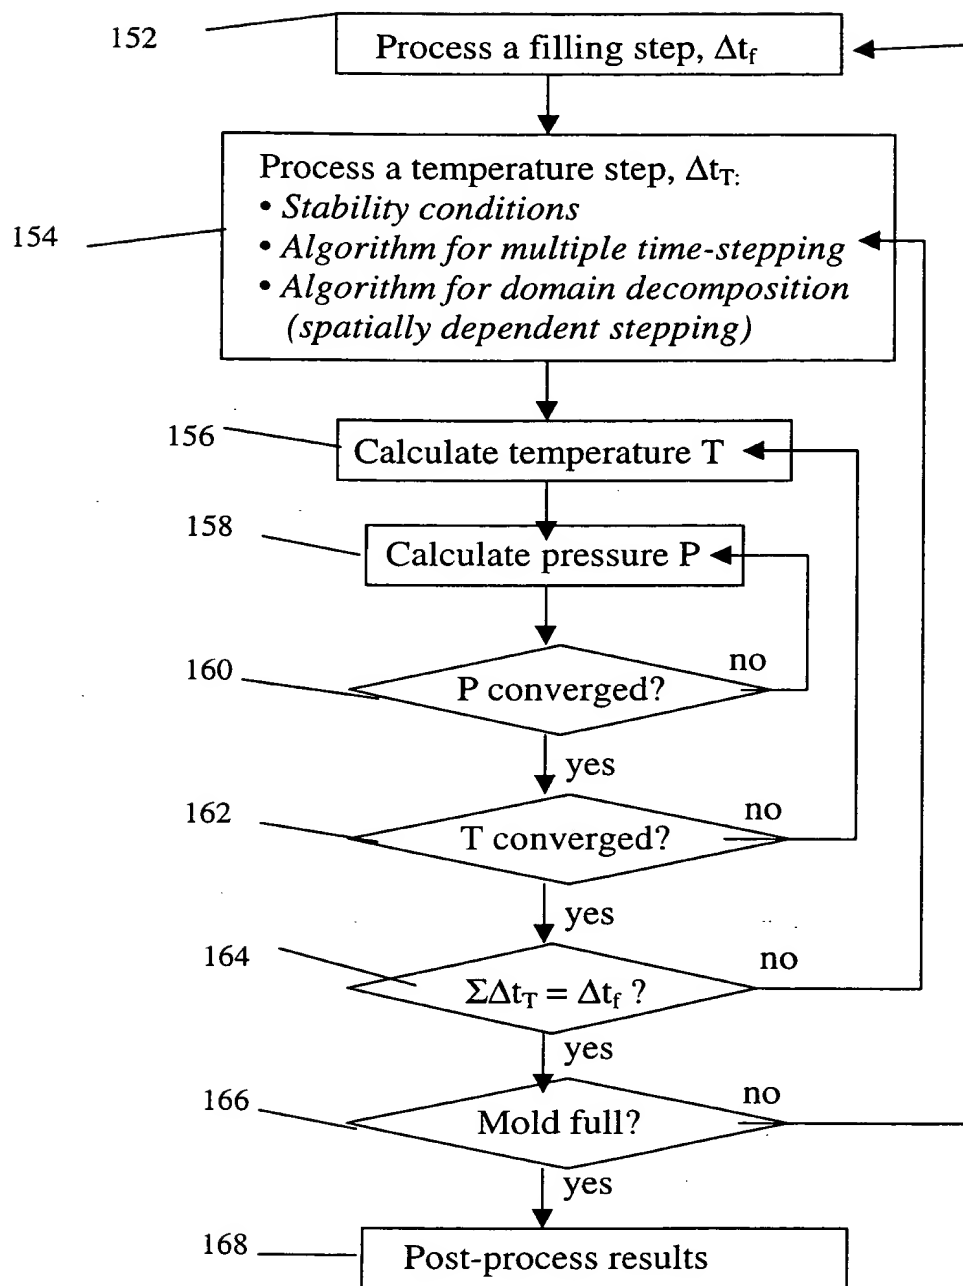 152
Process a filling step, Δt_f
Process a temperature step, Δt_T:
• Stability conditions
154
• Algorithm for multiple time-stepping
• Algorithm for domain decomposition
(spatially dependent stepping)
156
Calculate temperature T
158
Calculate pressure P
160
P converged?
no
yes
162
T converged?
no
yes
164
ΣΔt_T = Δt_f ?
no
yes
166
Mold full?
no
yes
168
Post-process results